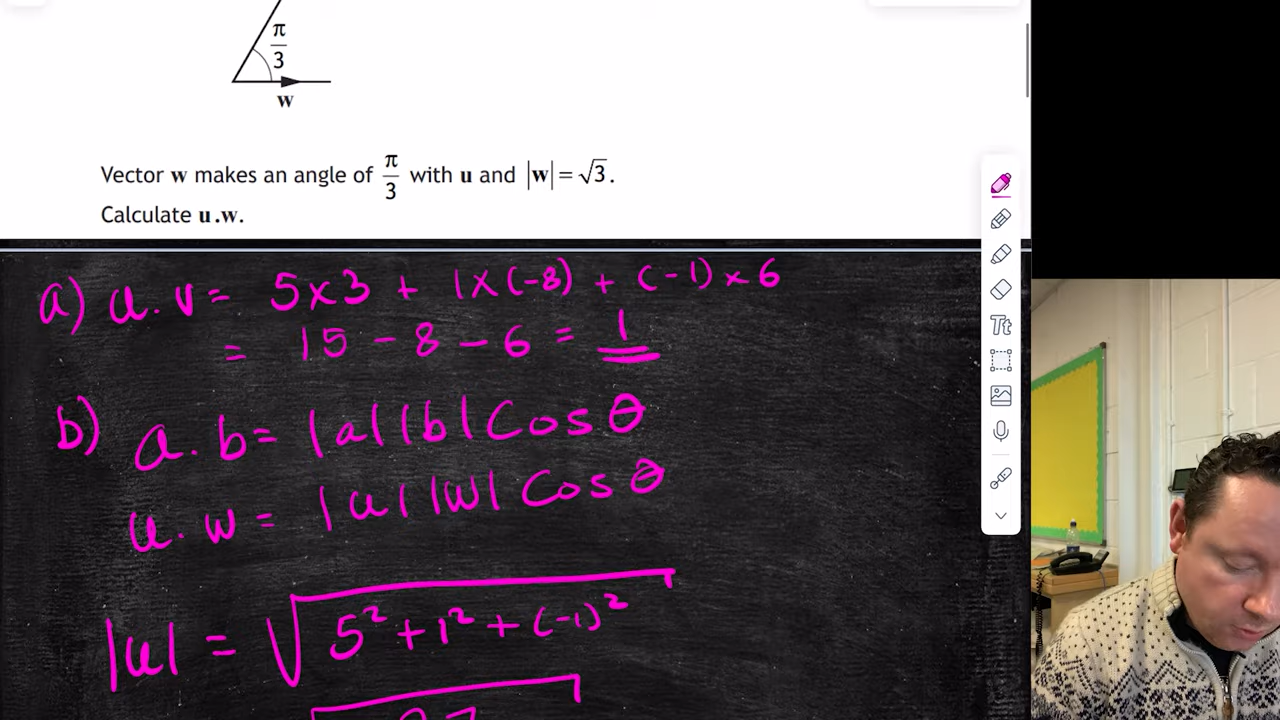 π
3
w
Vector w makes an angle of π/3 with u and |w| = √3.
Calculate u.w.
a) u.v = 5×3 + 1×(-8) + (-1)×6
= 15 - 8 - 6 = 1
b) a.b = |a||b| Cos θ
u.w = |u||w| Cos θ
|u| = √5² + 1² + (-1)²
Tt